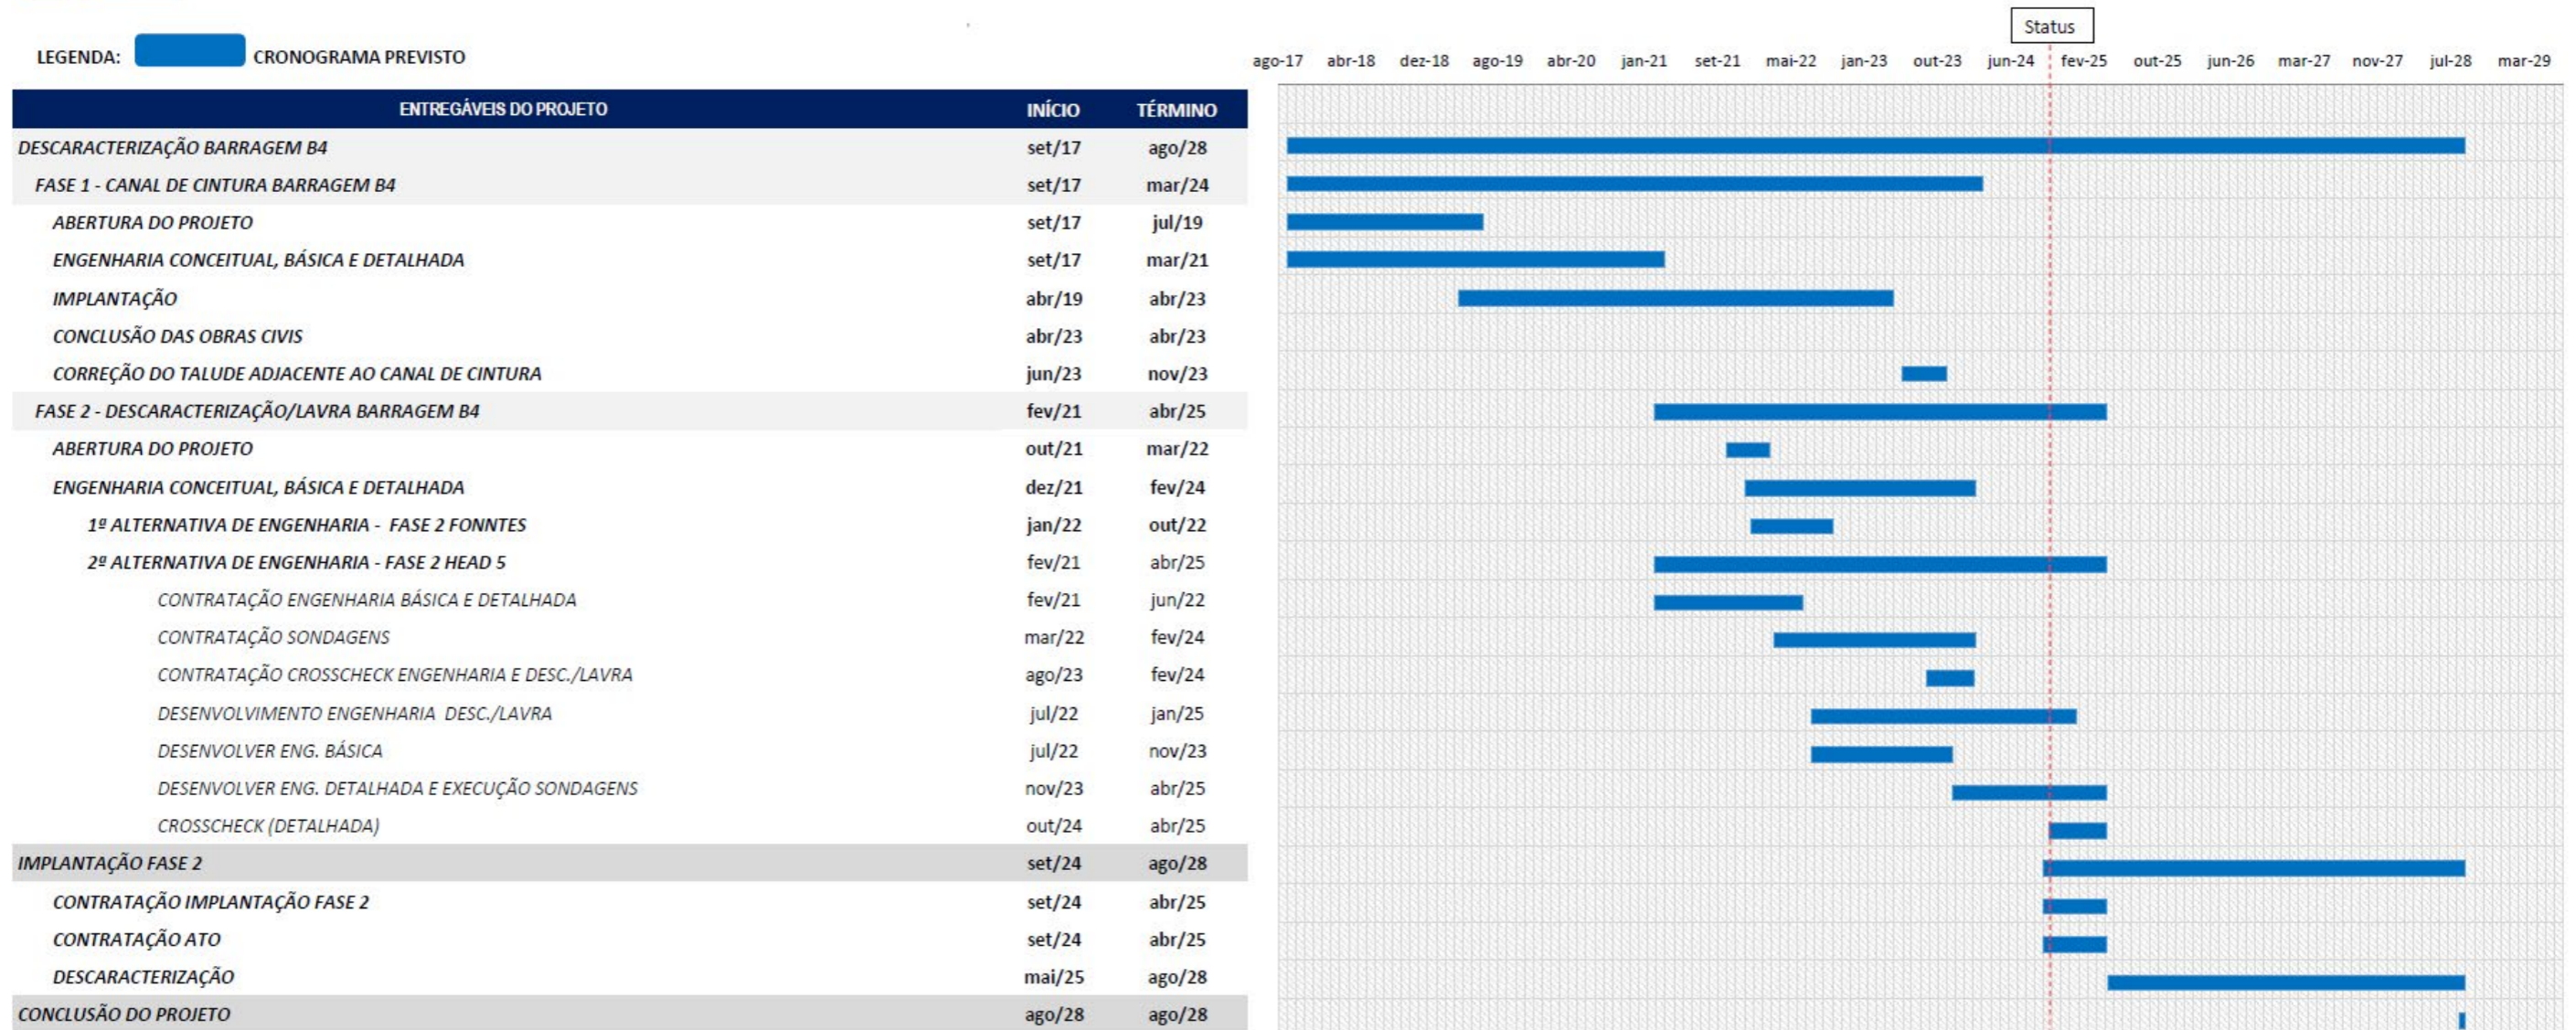 Status
LEGENDA: CRONOGRAMA PREVISTO
ago-17 abr-18 dez-18 ago-19 abr-20 jan-21 set-21 mai-22 jan-23 out-23 jun-24 fev-25 out-25 jun-26 mar-27 nov-27 jul-28 mar-29
ENTREGÁVEIS DO PROJETO INÍCIO TÉRMINO
DESCARACTERIZAÇÃO BARRAGEM B4 set/17 ago/28
FASE 1 - CANAL DE CINTURA BARRAGEM B4 set/17 mar/24
ABERTURA DO PROJETO set/17 jul/19
ENGENHARIA CONCEITUAL, BÁSICA E DETALHADA set/17 mar/21
IMPLANTAÇÃO abr/19 abr/23
CONCLUSÃO DAS OBRAS CIVIS abr/23 abr/23
CORREÇÃO DO TALUDE ADJACENTE AO CANAL DE CINTURA jun/23 nov/23
FASE 2 - DESCARACTERIZAÇÃO/LAVRA BARRAGEM B4 fev/21 abr/25
ABERTURA DO PROJETO out/21 mar/22
ENGENHARIA CONCEITUAL, BÁSICA E DETALHADA dez/21 fev/24
1ª ALTERNATIVA DE ENGENHARIA - FASE 2 FONNTES jan/22 out/22
2ª ALTERNATIVA DE ENGENHARIA - FASE 2 HEAD 5 fev/21 abr/25
CONTRATAÇÃO ENGENHARIA BÁSICA E DETALHADA fev/21 jun/22
CONTRATAÇÃO SONDAGENS mar/22 fev/24
CONTRATAÇÃO CROSSCHECK ENGENHARIA E DESC./LAVRA ago/23 fev/24
DESENVOLVIMENTO ENGENHARIA DESC./LAVRA jul/22 jan/25
DESENVOLVER ENG. BÁSICA jul/22 nov/23
DESENVOLVER ENG. DETALHADA E EXECUÇÃO SONDAGENS nov/23 abr/25
CROSSCHECK (DETALHADA) out/24 abr/25
IMPLANTAÇÃO FASE 2 set/24 ago/28
CONTRATAÇÃO IMPLANTAÇÃO FASE 2 set/24 abr/25
CONTRATAÇÃO ATO set/24 abr/25
DESCARACTERIZAÇÃO mai/25 ago/28
CONCLUSÃO DO PROJETO ago/28 ago/28